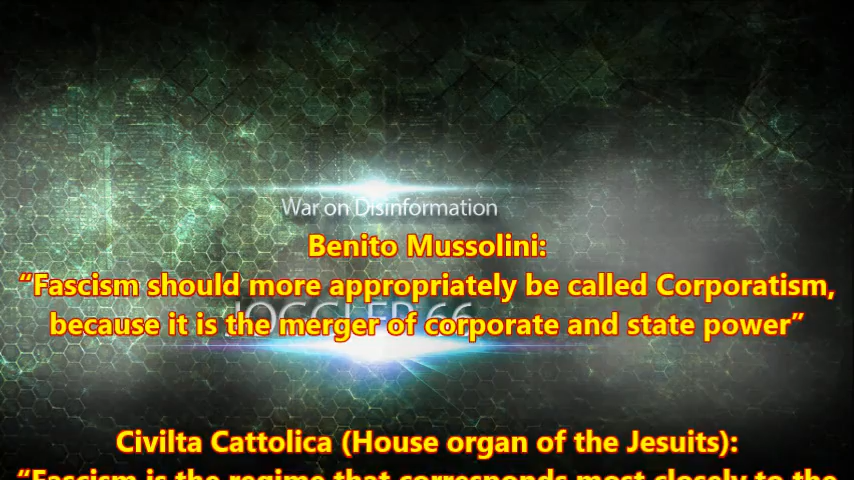 War on Disinformation
Benito Mussolini:
“Fascism should more appropriately be called Corporatism,
JOGGLER66
because it is the merger of corporate and state power”
Civilta Cattolica (House organ of the Jesuits):
“Fascism is the regime that corresponds most closely to the